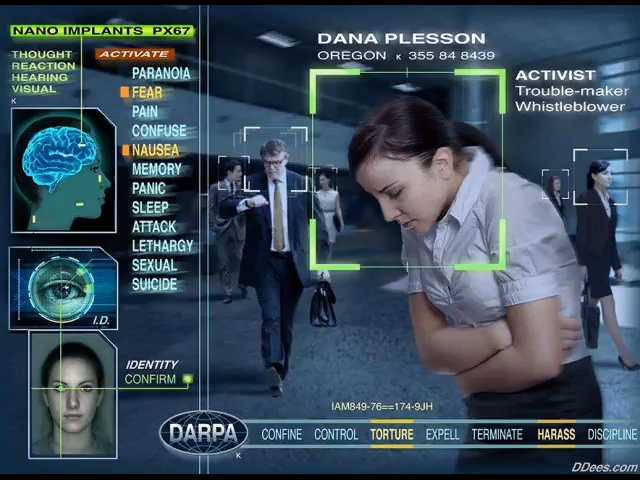 NANO IMPLANTS PX67
THOUGHT
REACTION
HEARING
VISUAL
K
ACTIVATE
PARANOIA
FEAR
PAIN
CONFUSE
NAUSEA
MEMORY
PANIC
SLEEP
ATTACK
LETHARGY
SEXUAL
SUICIDE
I.D.
IDENTITY
CONFIRM
DANA PLESSON
OREGON K 355 84 8439
ACTIVIST
Trouble-maker
Whistleblower
IAM849-76==174-9JH
DARPA
K
CONFINE CONTROL TORTURE EXPELL TERMINATE HARASS DISCIPLINE
DDees.com